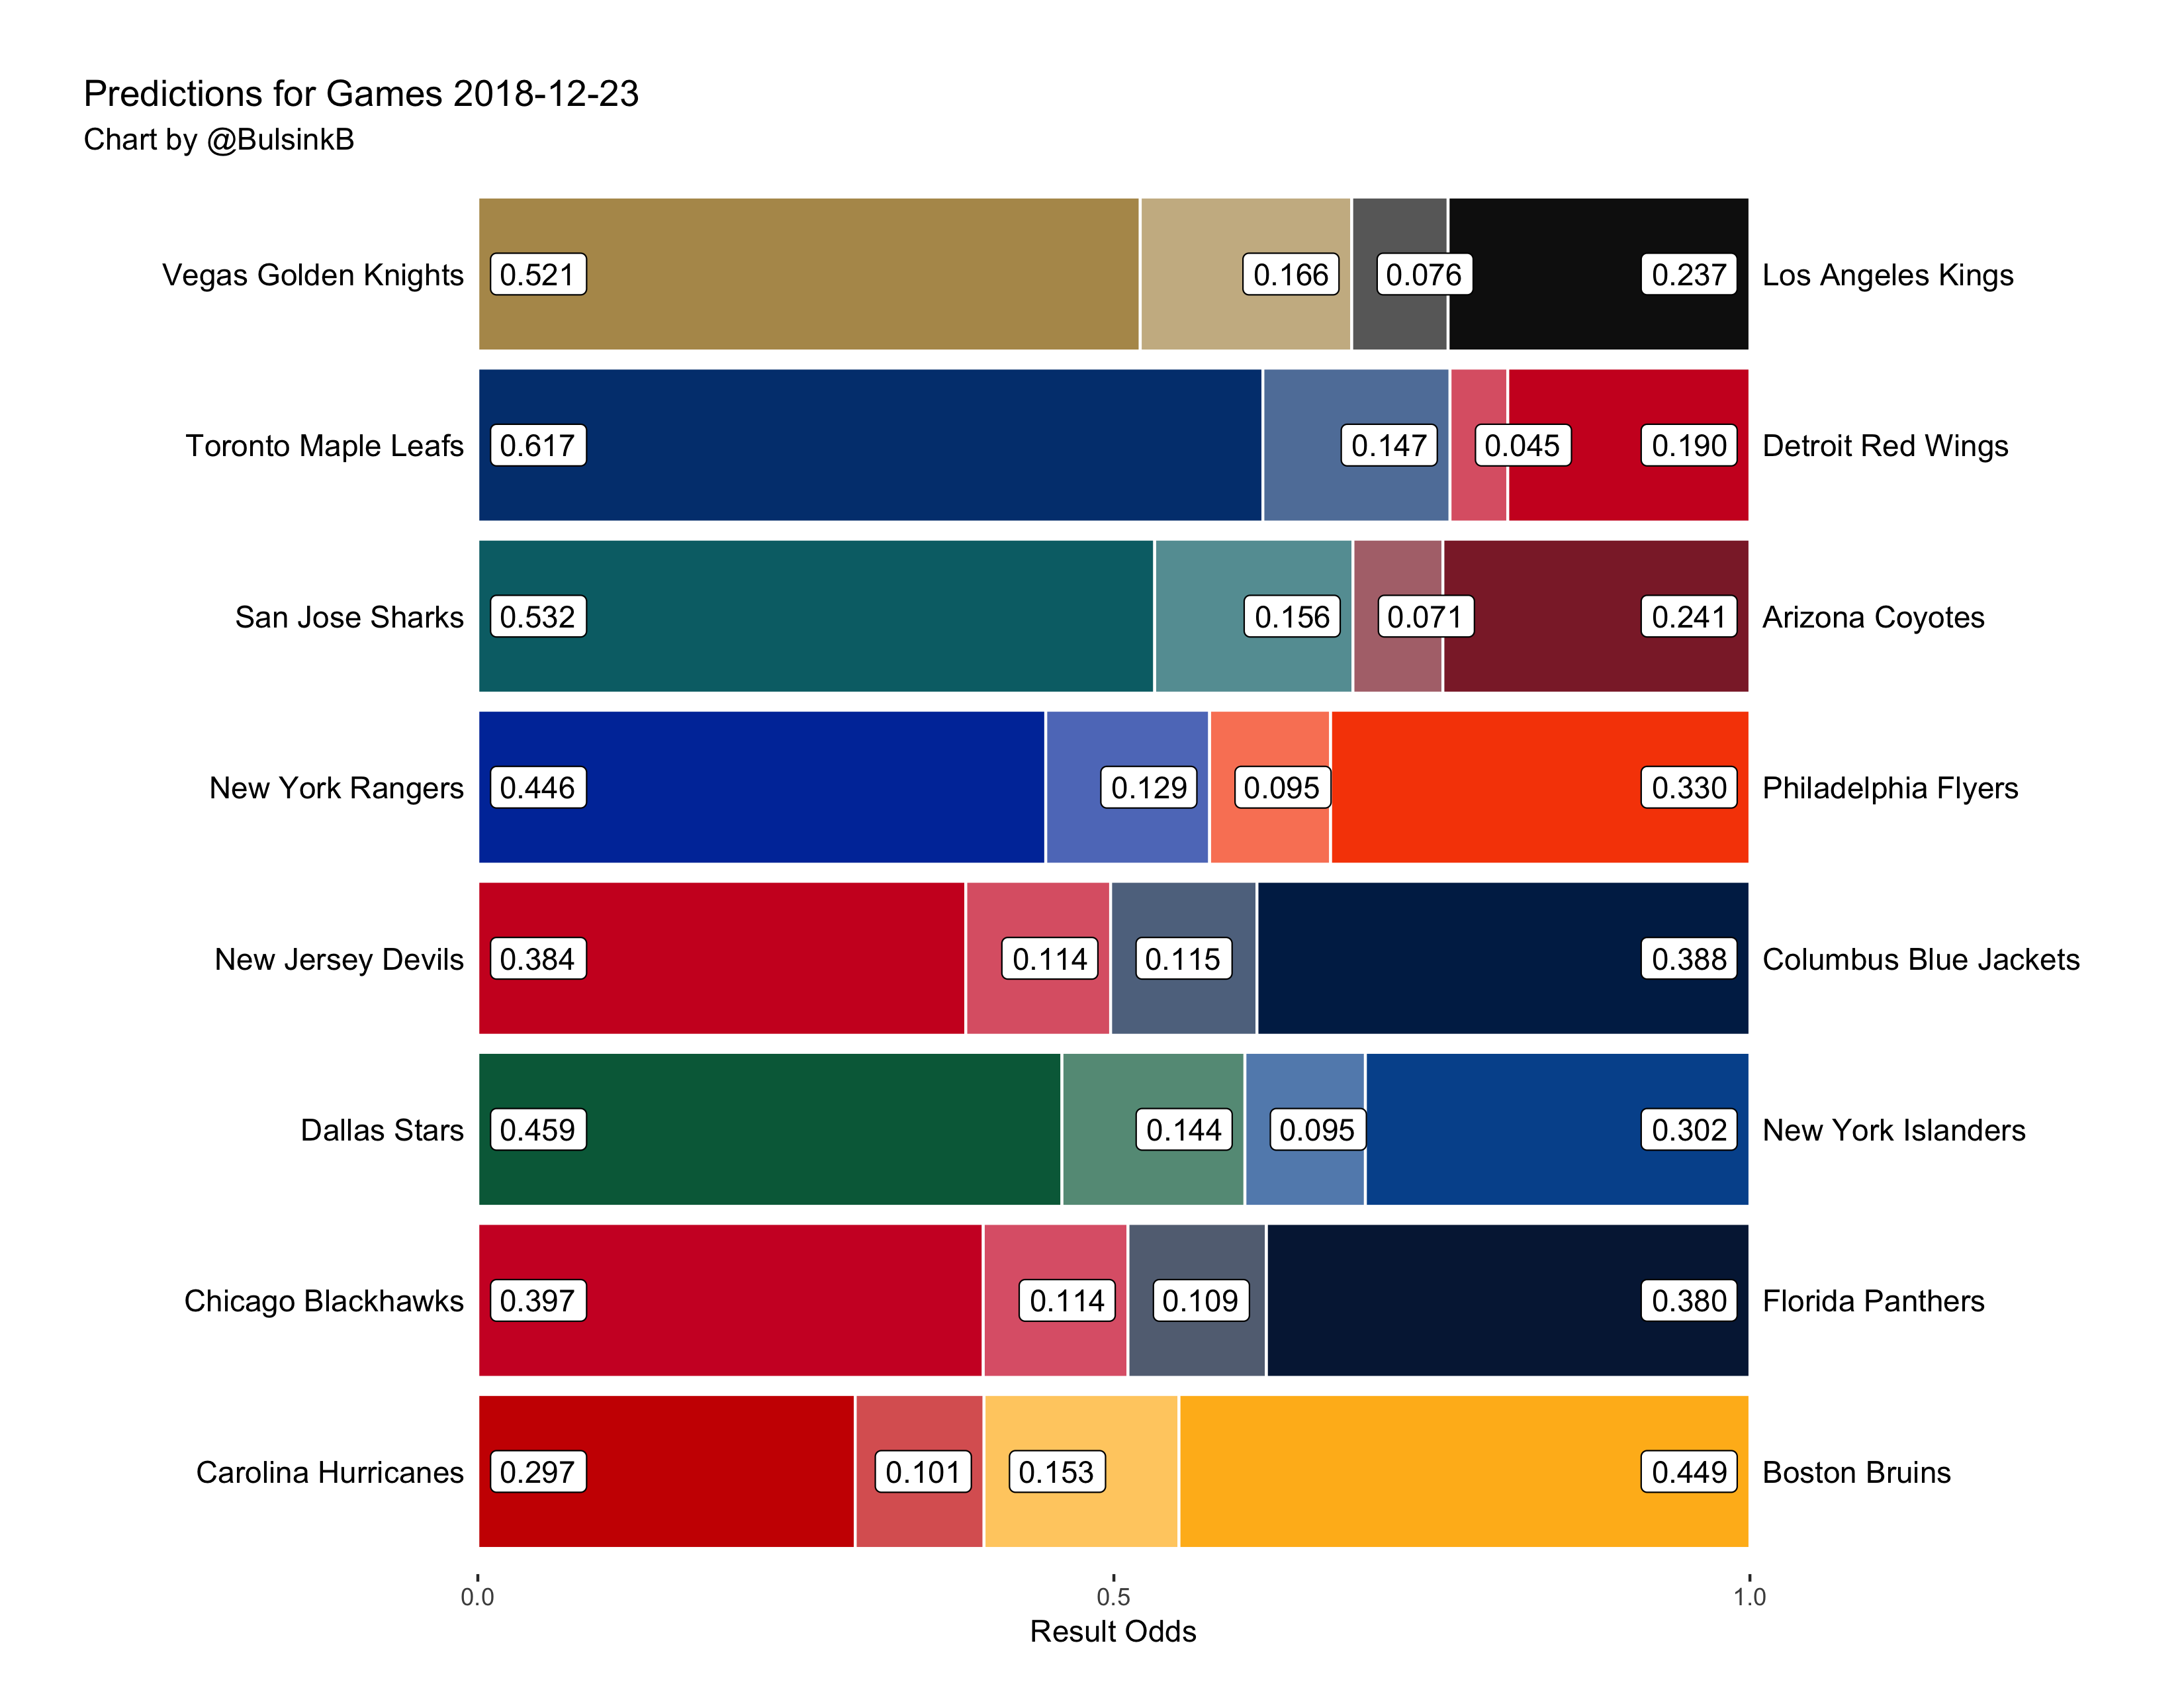 Predictions for Games 2018-12-23
Chart by @BulsinkB
Vegas Golden Knights 0.521 0.166 0.076 0.237 Los Angeles Kings
Toronto Maple Leafs 0.617 0.147 0.045 0.190 Detroit Red Wings
San Jose Sharks 0.532 0.156 0.071 0.241 Arizona Coyotes
New York Rangers 0.446 0.129 0.095 0.330 Philadelphia Flyers
New Jersey Devils 0.384 0.114 0.115 0.388 Columbus Blue Jackets
Dallas Stars 0.459 0.144 0.095 0.302 New York Islanders
Chicago Blackhawks 0.397 0.114 0.109 0.380 Florida Panthers
Carolina Hurricanes 0.297 0.101 0.153 0.449 Boston Bruins
0.0 0.5 1.0
Result Odds